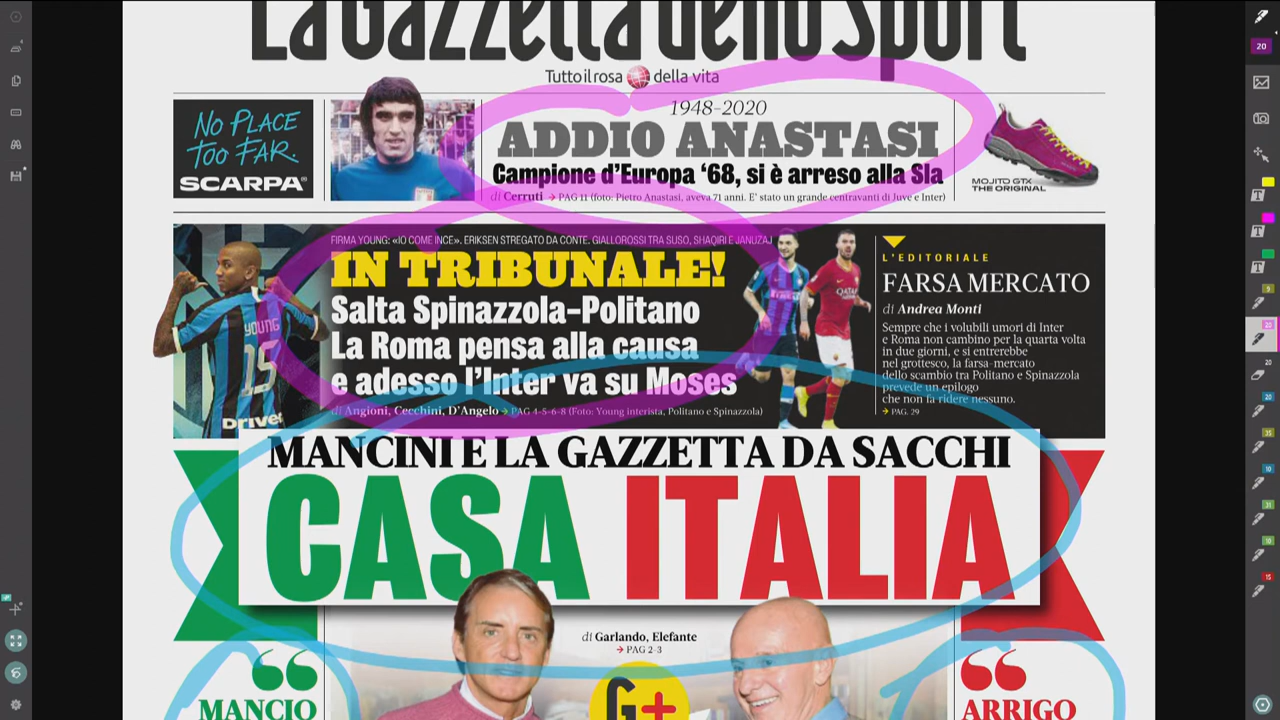 La Gazzetta dello Sport
Tutto il rosa della vita
NO PLACE
TOO FAR.
SCARPA®
1948-2020
ADDIO ANASTASI
Campione d'Europa '68, si è arreso alla Sla
di Cerruti → PAG 11 (foto: Pietro Anastasi, aveva 71 anni. E' stato un grande centravanti di Juve e Inter)
MOJITO GTX
THE ORIGINAL
FIRMA YOUNG: «IO COME INCE». ERIKSEN STREGATO DA CONTE. GIALLOROSSI TRA SUSO, SHAQIRI E JANUZAJ
IN TRIBUNALE!
Salta Spinazzola-Politano
La Roma pensa alla causa
e adesso l'Inter va su Moses
di Angioni, Cecchini, D'Angelo → PAG 4-5-6-8 (Foto: Young interista, Politano e Spinazzola)
YOUNG
15
Driver
L'EDITORIALE
FARSA MERCATO
di Andrea Monti
Sempre che i volubili umori di Inter
e Roma non cambino per la quarta volta
in due giorni, e si entrerebbe
nel grottesco, la farsa-mercato
dello scambio tra Politano e Spinazzola
prevede un epilogo
che non fa ridere nessuno.
→ PAG. 29
MANCINI E LA GAZZETTA DA SACCHI
CASA ITALIA
di Garlando, Elefante
→ PAG 2-3
G+
“
MANCIO
“
ARRIGO